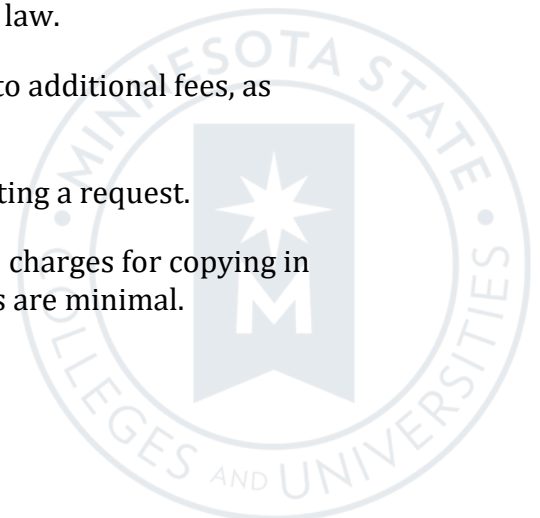 law.
to additional fees, as
ting a request.
charges for copying in
s are minimal.
MINNESOTA STATE
COLLEGES AND UNIVERSITIES
M